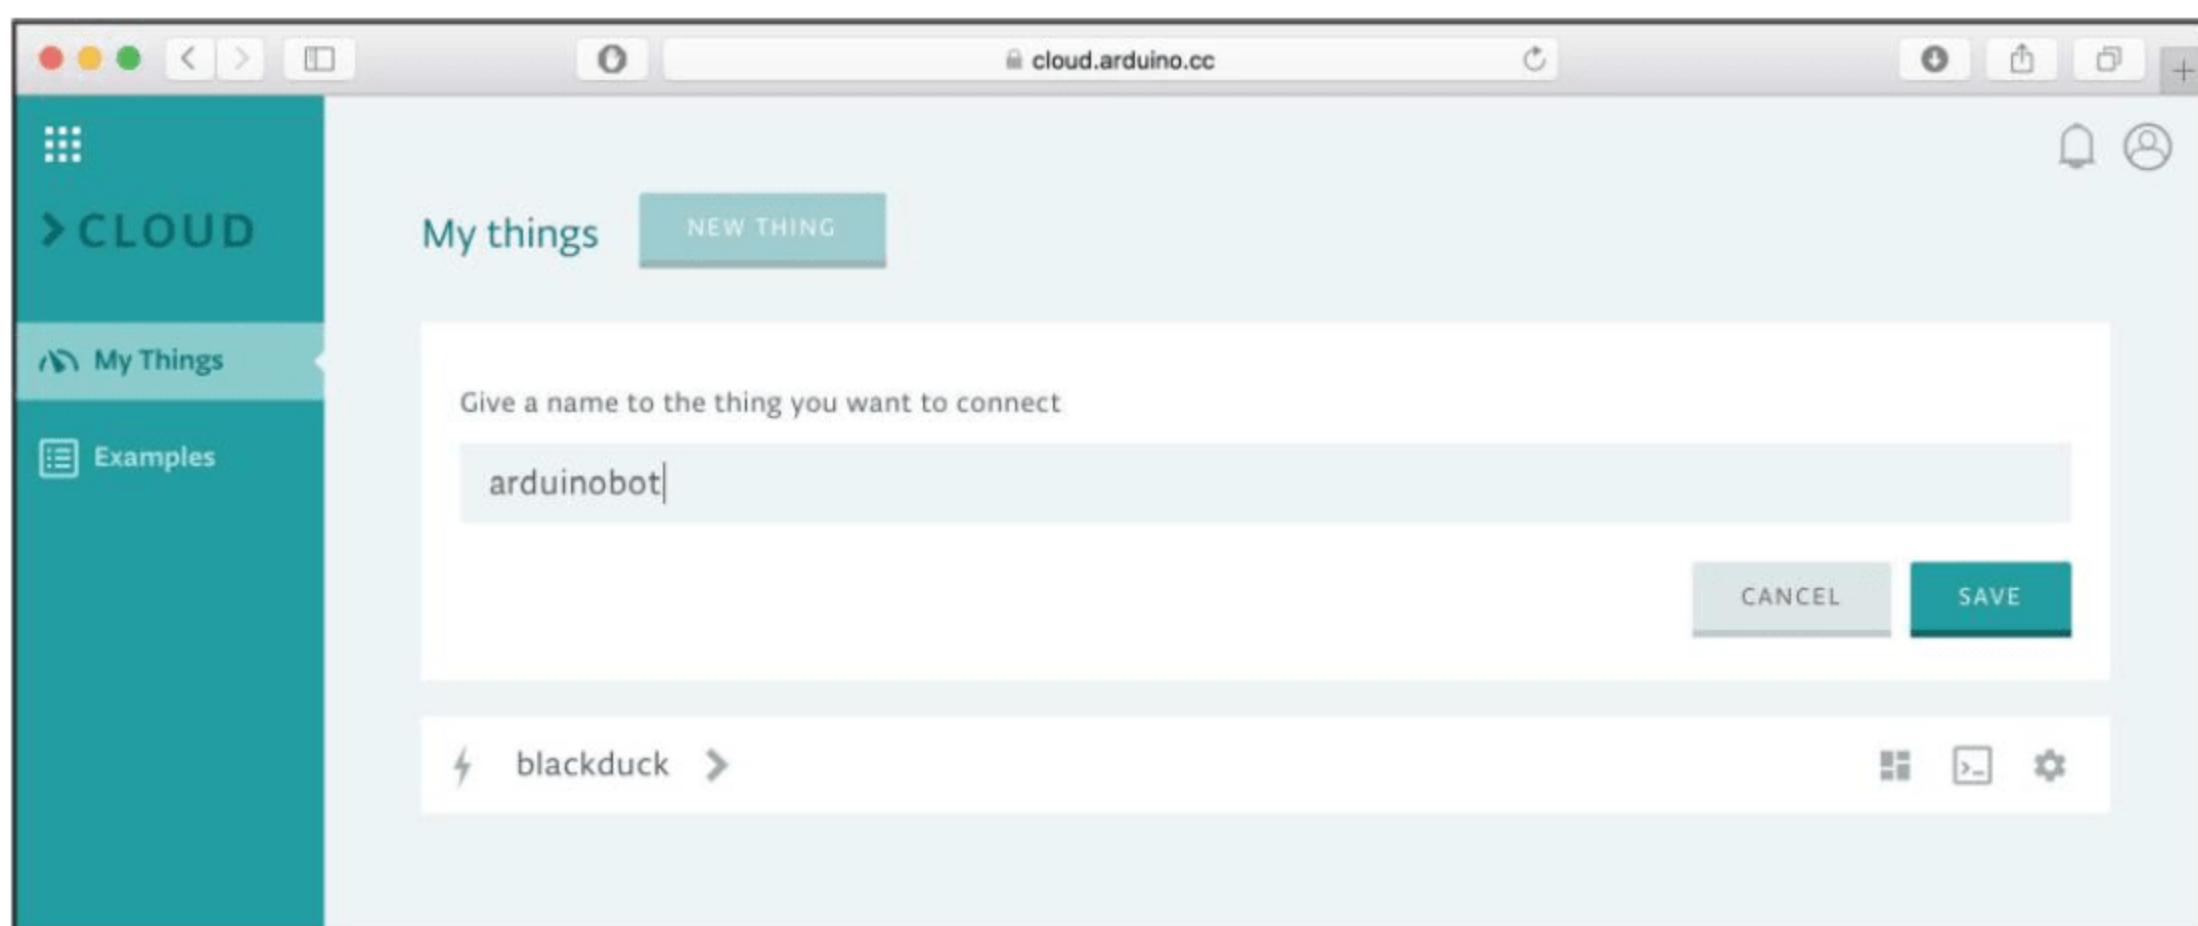 cloud.arduino.cc
>CLOUD
My things
NEW THING
My Things
Examples
Give a name to the thing you want to connect
arduinobot
CANCEL
SAVE
blackduck